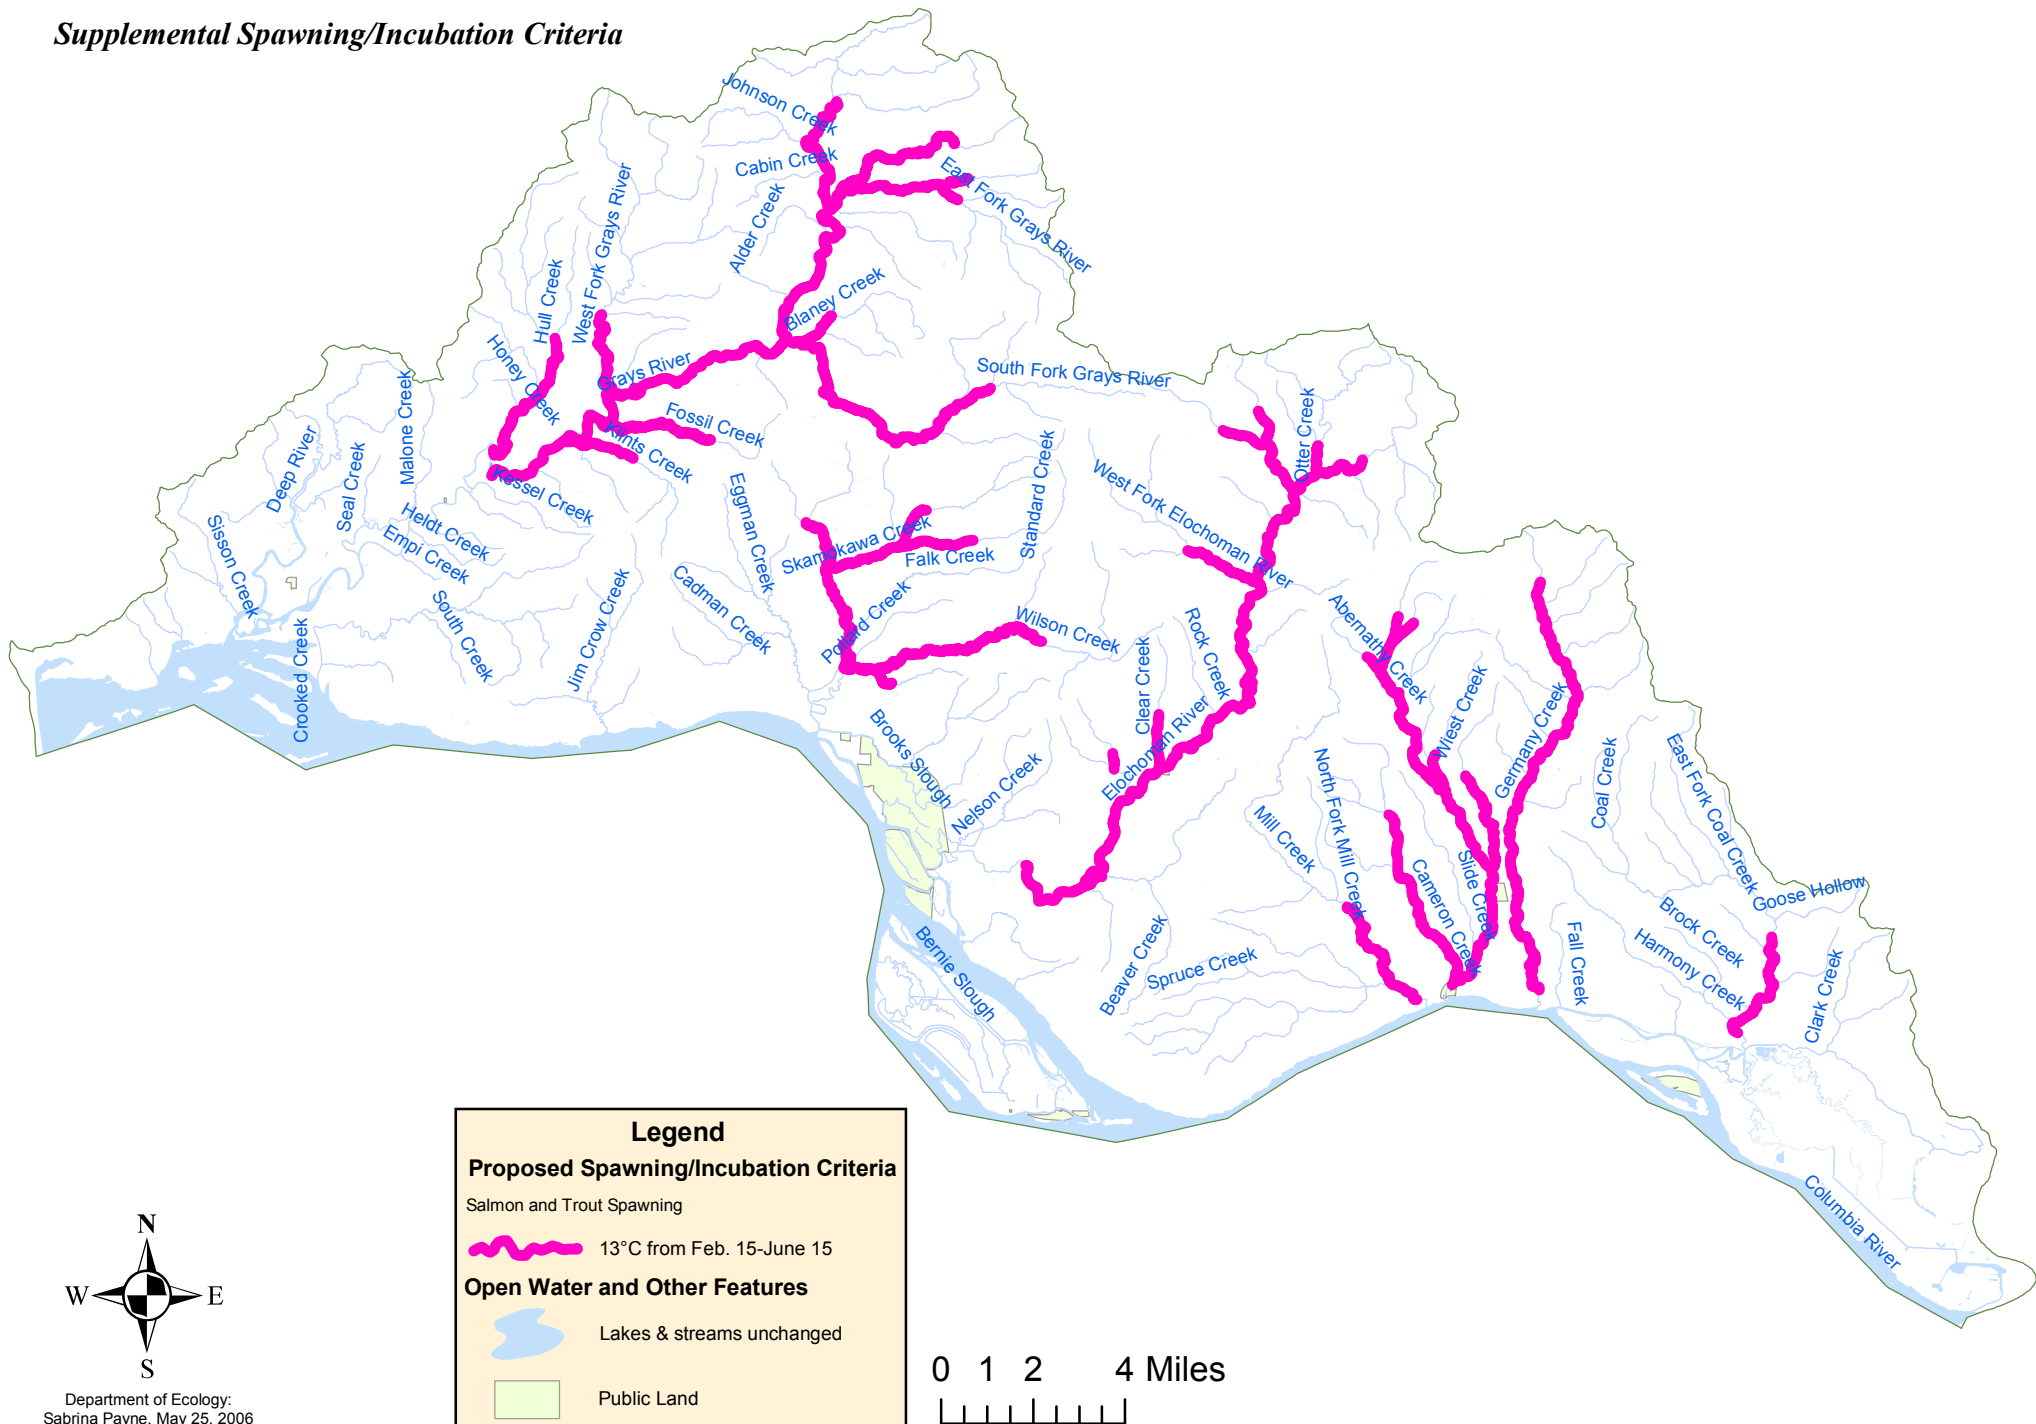 Supplemental Spawning/Incubation Criteria
Johnson Creek
Cabin Creek
East Fork Grays River
West Fork Grays River
Alder Creek
Hull Creek
Blaney Creek
Honey Creek
Grays River
South Fork Grays River
Fossil Creek
Klints Creek
Malone Creek
Deep River
Seal Creek
Otter Creek
Kessel Creek
Eggman Creek
Standard Creek
West Fork Elochoman River
Heldt Creek
Empi Creek
Sisson Creek
Skamokawa Creek
Falk Creek
South Creek
Jim Crow Creek
Cadman Creek
Pollard Creek
Wilson Creek
Rock Creek
Abernathy Creek
Crooked Creek
Clear Creek
Wiest Creek
Germany Creek
Brooks Slough
Elochoman River
Nelson Creek
North Fork Mill Creek
Mill Creek
Coal Creek
East Fork Coal Creek
Slide Creek
Cameron Creek
Goose Hollow
Brock Creek
Harmony Creek
Fall Creek
Beaver Creek
Spruce Creek
Bernie Slough
Clark Creek
Columbia River
Legend
Proposed Spawning/Incubation Criteria
Salmon and Trout Spawning
13°C from Feb. 15-June 15
Open Water and Other Features
Lakes & streams unchanged
Public Land
N
W E
S
Department of Ecology:
Sabrina Payne, May 25, 2006
0 1 2 4 Miles